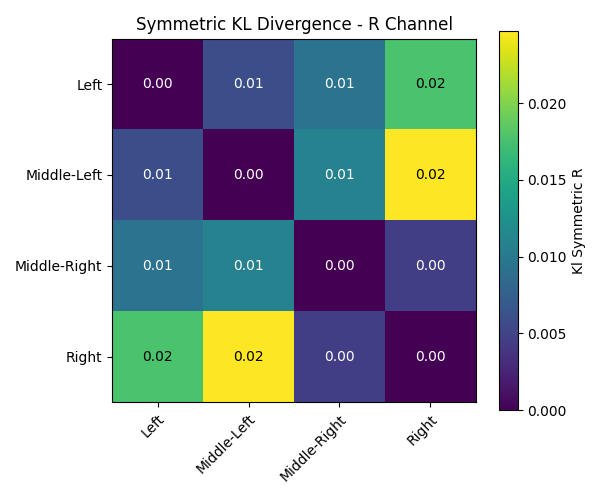 Symmetric KL Divergence - R Channel
Left
0.00 0.01 0.01 0.02
Middle-Left
0.01 0.00 0.01 0.02
Middle-Right
0.01 0.01 0.00 0.00
Right
0.02 0.02 0.00 0.00
Left
Middle-Left
Middle-Right
Right
0.020
0.015
0.010
0.005
0.000
Kl Symmetric R